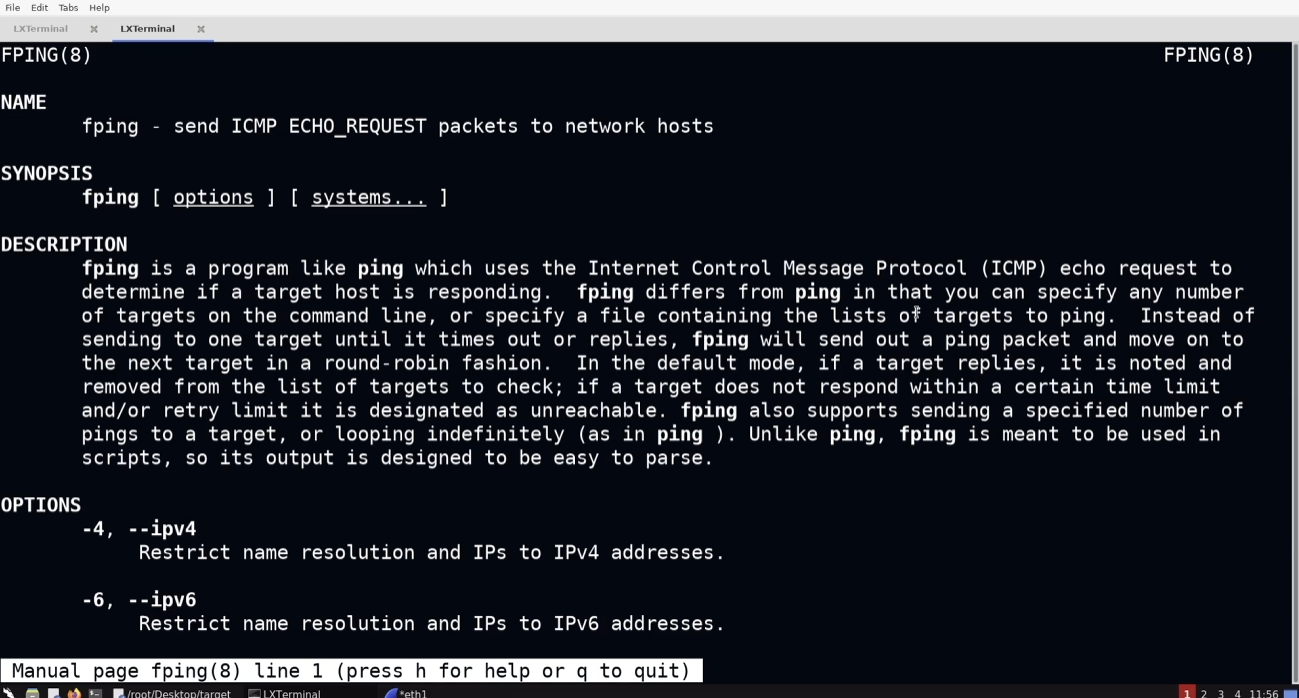 File Edit Tabs Help
LXTerminal LXTerminal
FPING(8) FPING(8)
NAME
fping - send ICMP ECHO_REQUEST packets to network hosts
SYNOPSIS
fping [ options ] [ systems... ]
DESCRIPTION
fping is a program like ping which uses the Internet Control Message Protocol (ICMP) echo request to
determine if a target host is responding.  fping differs from ping in that you can specify any number
of targets on the command line, or specify a file containing the lists of targets to ping.  Instead of
sending to one target until it times out or replies, fping will send out a ping packet and move on to
the next target in a round-robin fashion.  In the default mode, if a target replies, it is noted and
removed from the list of targets to check; if a target does not respond within a certain time limit
and/or retry limit it is designated as unreachable. fping also supports sending a specified number of
pings to a target, or looping indefinitely (as in ping ). Unlike ping, fping is meant to be used in
scripts, so its output is designed to be easy to parse.
OPTIONS
-4, --ipv4
Restrict name resolution and IPs to IPv4 addresses.
-6, --ipv6
Restrict name resolution and IPs to IPv6 addresses.
Manual page fping(8) line 1 (press h for help or q to quit)
/root/Desktop/target LXTerminal *eth1 1 2 3 4 11:56